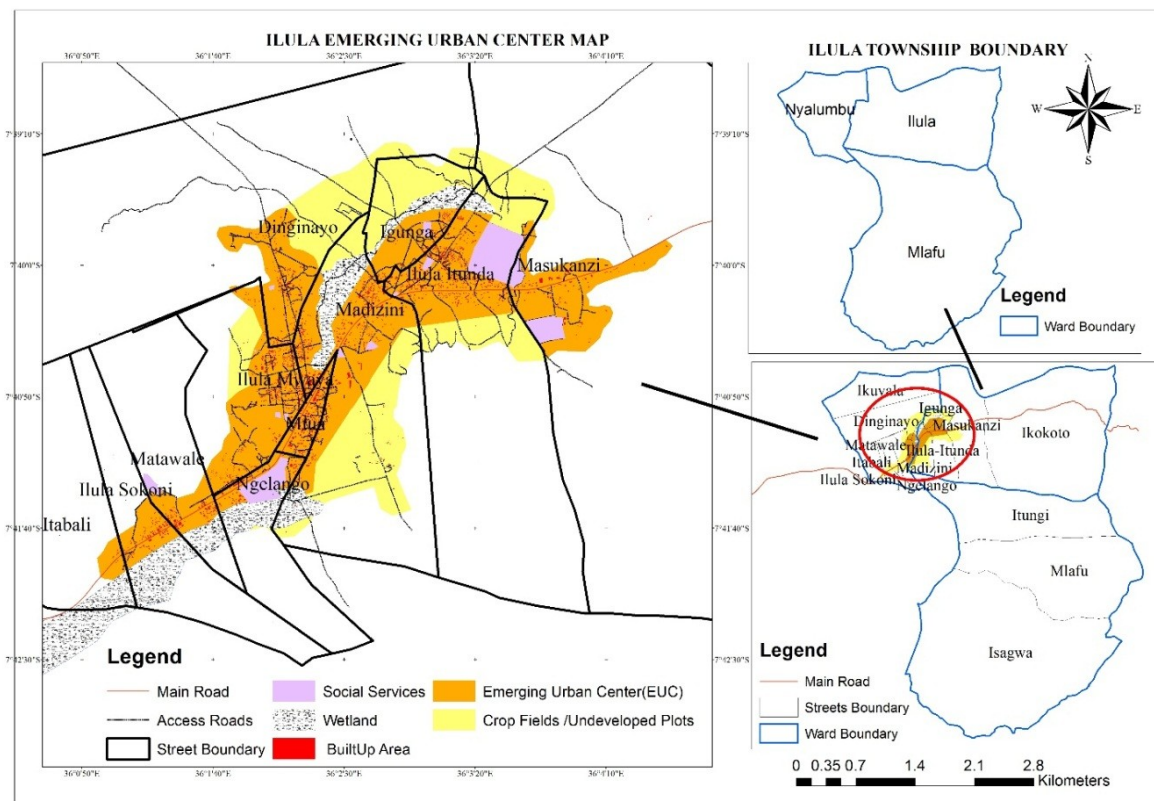 ILULA EMERGING URBAN CENTER MAP
36°0'50"E 36°1'40"E 36°2'30"E 36°3'20"E 36°4'10"E
7°39'10"S
7°40'0"S
7°40'50"S
7°41'40"S
7°42'30"S
Dinginayo
Igunga
Ilula Itunda
Masukanzi
Madizini
Ilula Mwaya
Mtua
Matawale
Ngelango
Ilula Sokoni
Itabali
Legend
Main Road
Access Roads
Street Boundary
Social Services
Wetland
BuiltUp Area
Emerging Urban Center(EUC)
Crop Fields /Undeveloped Plots
36°0'50"E 36°1'40"E 36°2'30"E 36°3'20"E 36°4'10"E
ILULA TOWNSHIP BOUNDARY
N
W E
S
7°39'10"S
7°40'0"S
7°40'50"S
7°41'40"S
7°42'30"S
Nyalumbu
Ilula
Mlafu
Legend
Ward Boundary
Ikuvala
Igunga
Dinginayo
Masukanzi
Ikokoto
Matawale
Ilula-Itunda
Itabali
Madizini
Ilula Sokoni
Ngelango
Itungi
Mlafu
Isagwa
Legend
Main Road
Streets Boundary
Ward Boundary
0 0.35 0.7 1.4 2.1 2.8
Kilometers